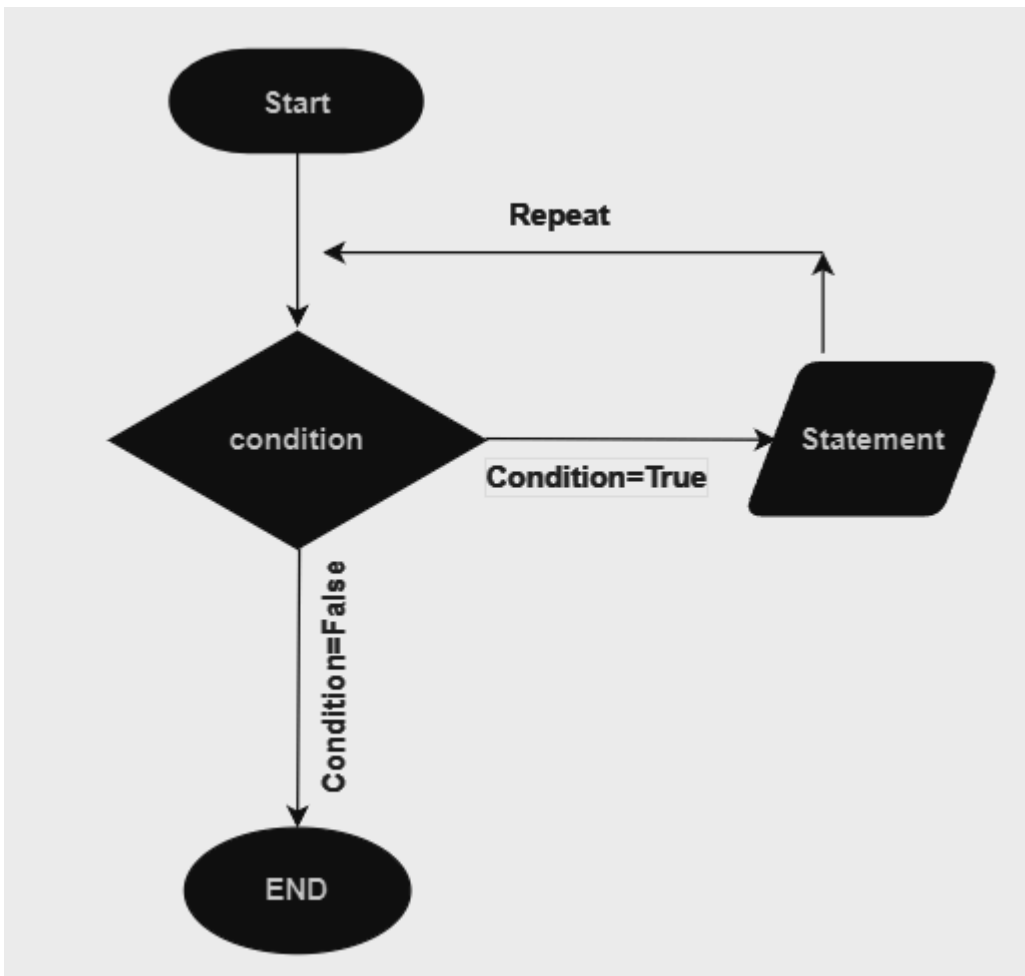 Start
Repeat
condition
Condition=True
Statement
Condition=False
END